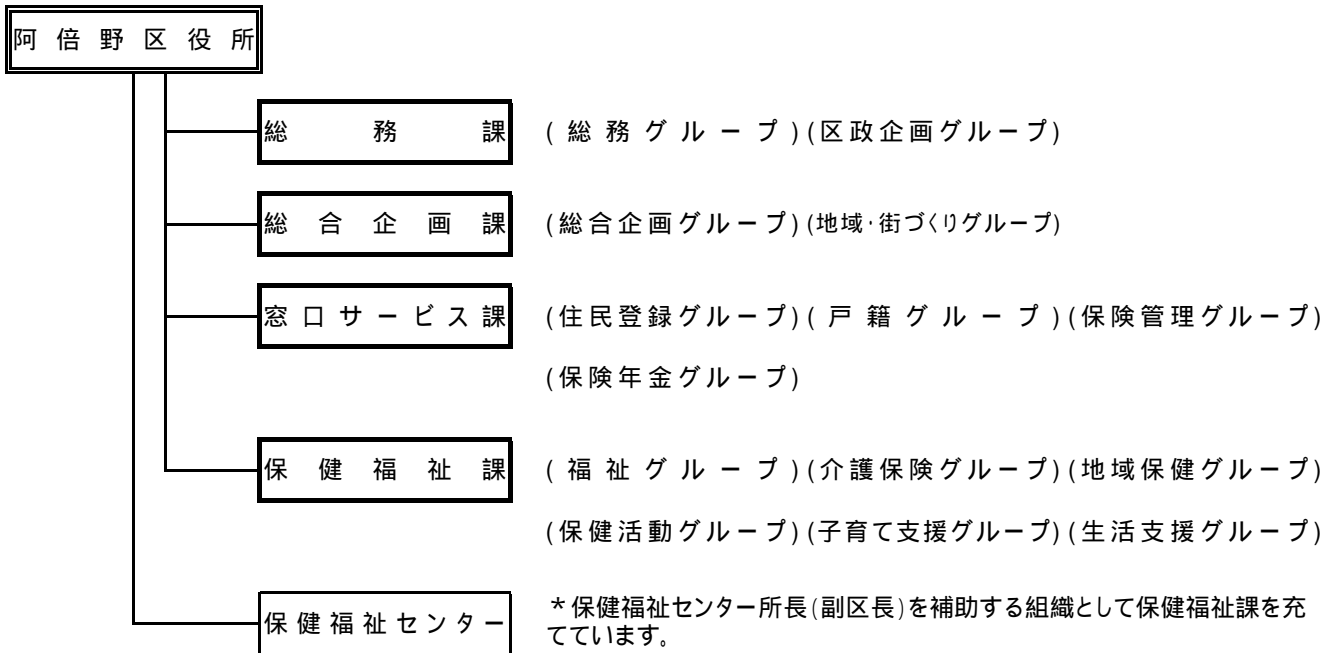 阿倍野区役所
総務課 (総務グループ)(区政企画グループ)
総合企画課 (総合企画グループ)(地域・街づくりグループ)
窓口サービス課 (住民登録グループ)(戸籍グループ)(保険管理グループ)
(保険年金グループ)
保健福祉課 (福祉グループ)(介護保険グループ)(地域保健グループ)
(保健活動グループ)(子育て支援グループ)(生活支援グループ)
保健福祉センター *保健福祉センター所長(副区長)を補助する組織として保健福祉課を充
てています。